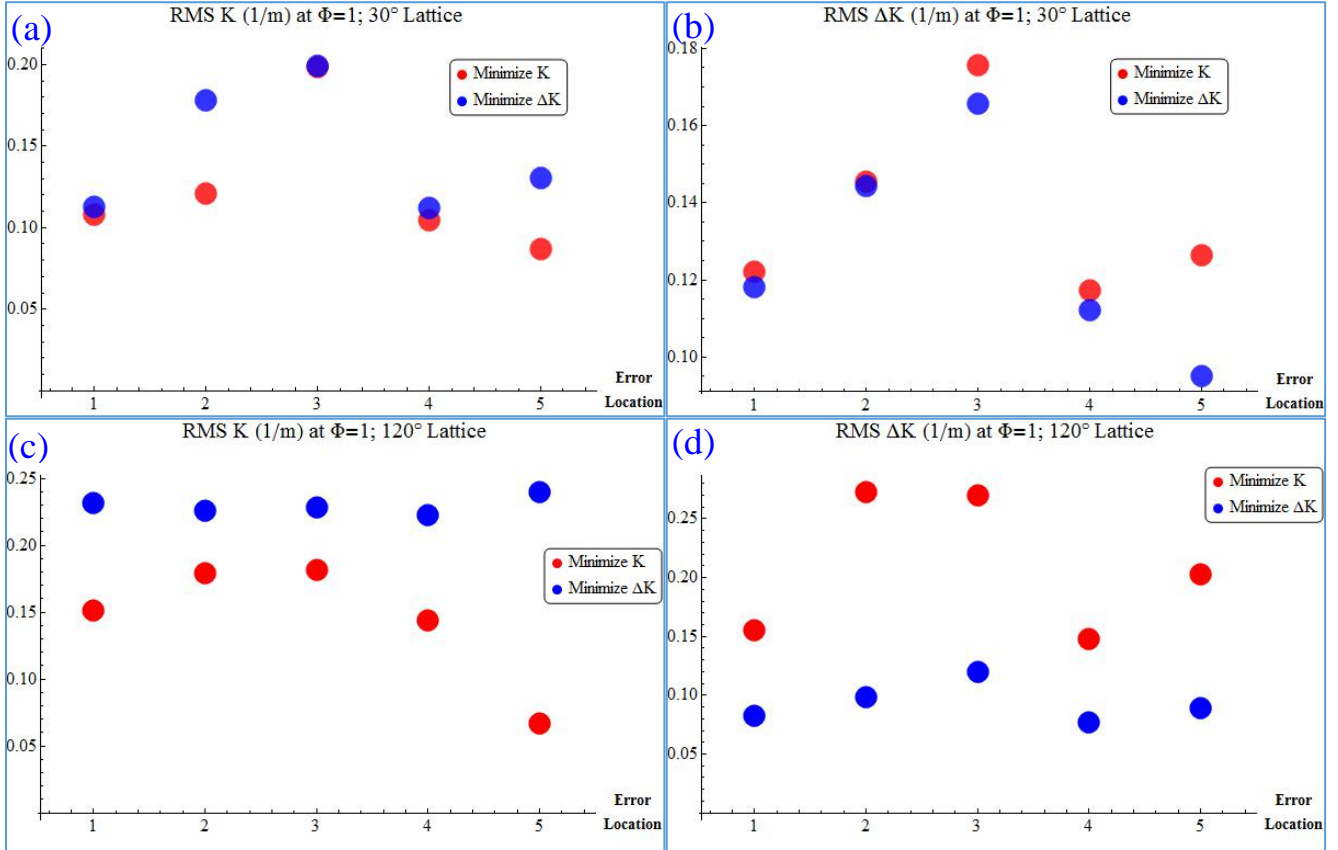 (a)
RMS K (1/m) at Φ=1; 30° Lattice
0.20
0.15
0.10
0.05
Minimize K
Minimize ΔK
1 2 3 4 5
Error
Location
(b)
RMS ΔK (1/m) at Φ=1; 30° Lattice
0.18
0.16
0.14
0.12
0.10
Minimize K
Minimize ΔK
1 2 3 4 5
Error
Location
(c)
RMS K (1/m) at Φ=1; 120° Lattice
0.25
0.20
0.15
0.10
0.05
Minimize K
Minimize ΔK
1 2 3 4 5
Error
Location
(d)
RMS ΔK (1/m) at Φ=1; 120° Lattice
0.25
0.20
0.15
0.10
0.05
Minimize K
Minimize ΔK
1 2 3 4 5
Error
Location